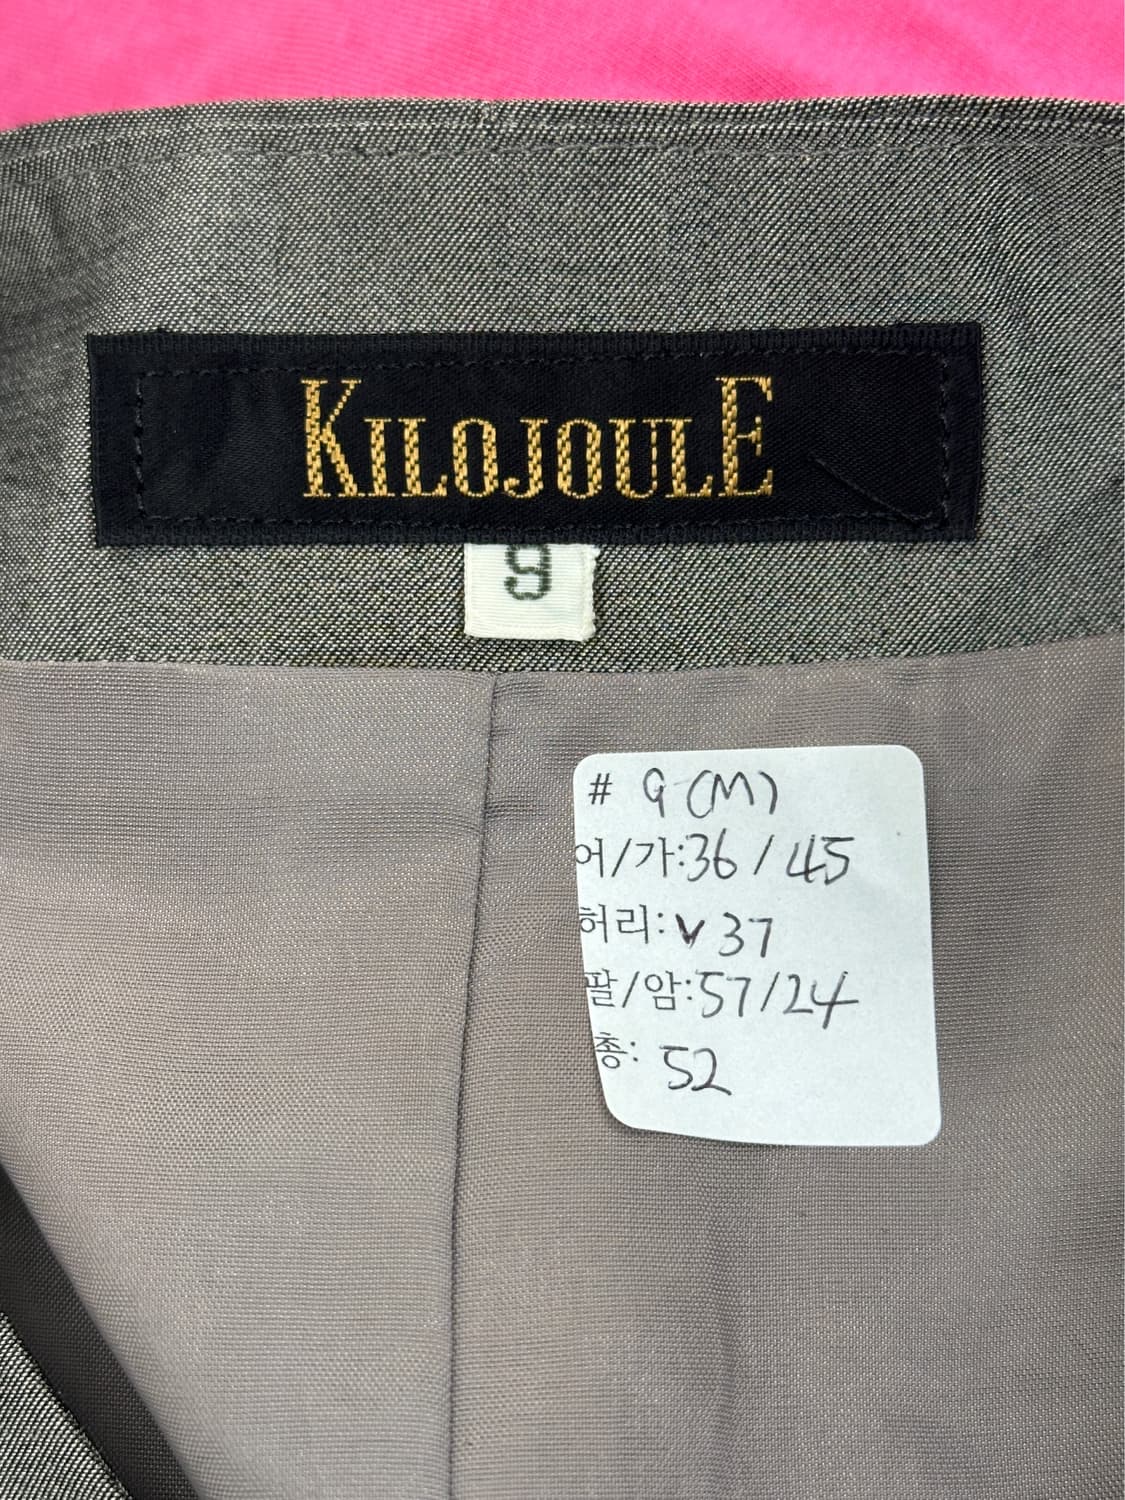 KILOJOULE
9
# 9 (M)
어/가:36/45
허리:v37
팔/암:57/24
총: 52